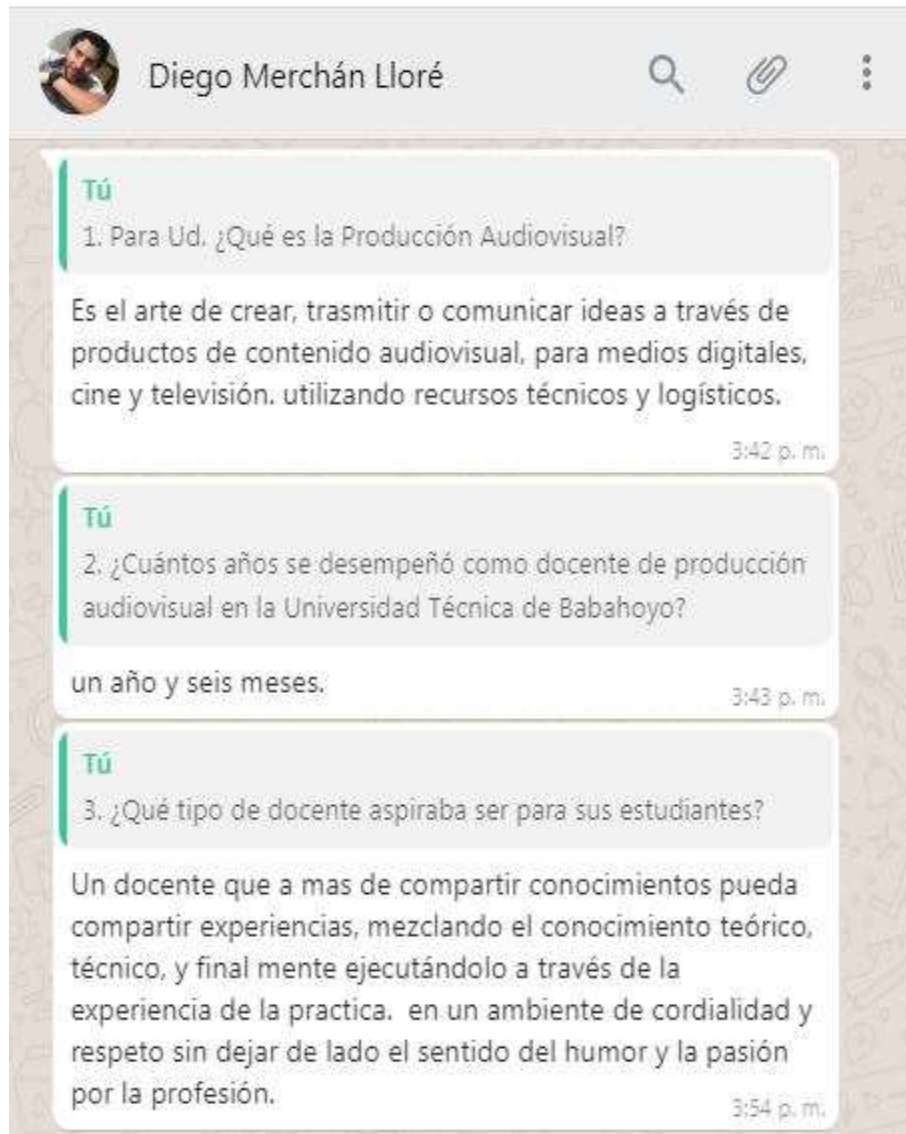 Diego Merchán Lloré
Tú
1. Para Ud. ¿Qué es la Producción Audiovisual?
Es el arte de crear, trasmitir o comunicar ideas a través de
productos de contenido audiovisual, para medios digitales,
cine y televisión. utilizando recursos técnicos y logísticos.
3:42 p. m.
Tú
2. ¿Cuántos años se desempeñó como docente de producción
audiovisual en la Universidad Técnica de Babahoyo?
un año y seis meses.
3:43 p. m.
Tú
3. ¿Qué tipo de docente aspiraba ser para sus estudiantes?
Un docente que a mas de compartir conocimientos pueda
compartir experiencias, mezclando el conocimiento teórico,
técnico, y final mente ejecutándolo a través de la
experiencia de la practica. en un ambiente de cordialidad y
respeto sin dejar de lado el sentido del humor y la pasión
por la profesión.
3:54 p. m.